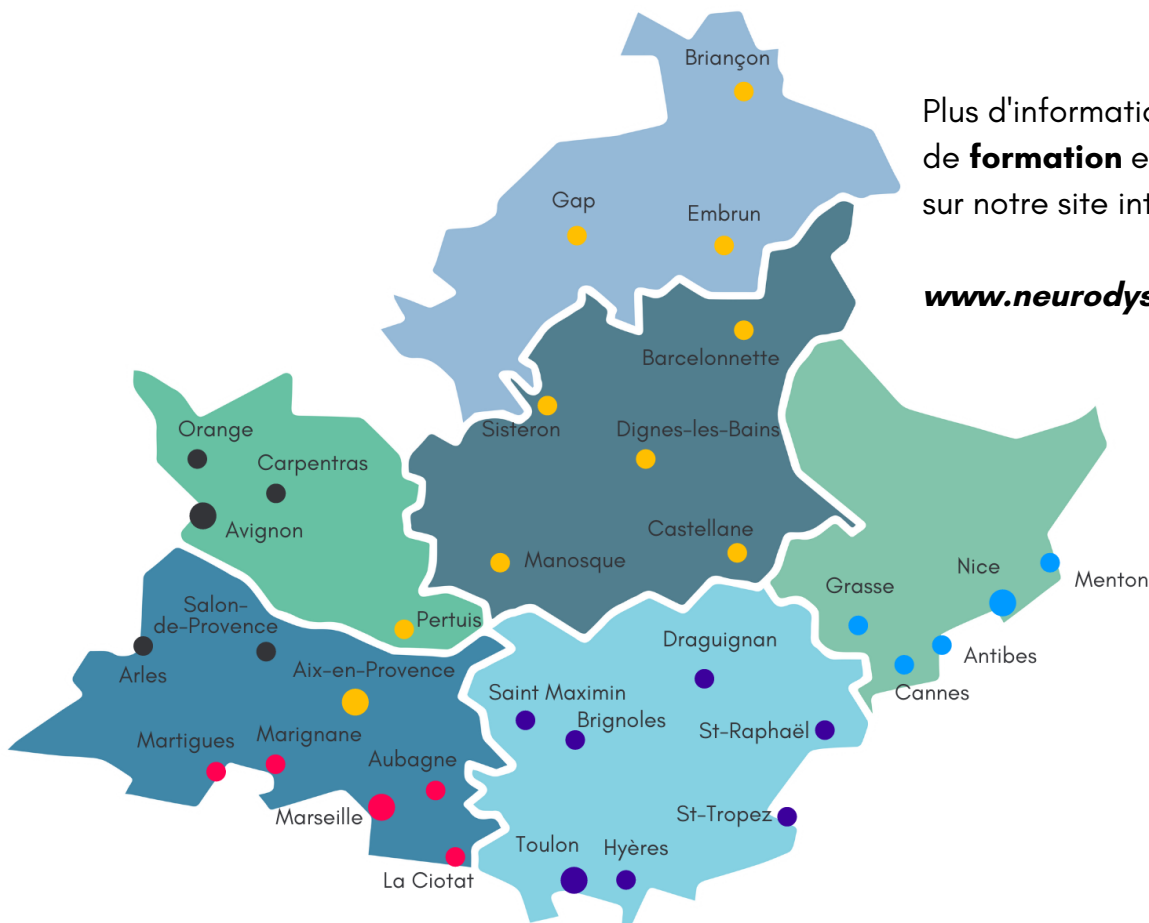 Briançon
Plus d'informatio
de formation e
sur notre site int
www.neurodys
Gap
Embrun
Barcelonnette
Sisteron
Dignes-les-Bains
Orange
Carpentras
Avignon
Castellane
Manosque
Nice
Menton
Grasse
Antibes
Cannes
Pertuis
Salon-
de-Provence
Arles
Aix-en-Provence
Draguignan
Saint Maximin
Brignoles
St-Raphaël
Martigues
Marignane
Aubagne
Marseille
St-Tropez
Toulon
Hyères
La Ciotat